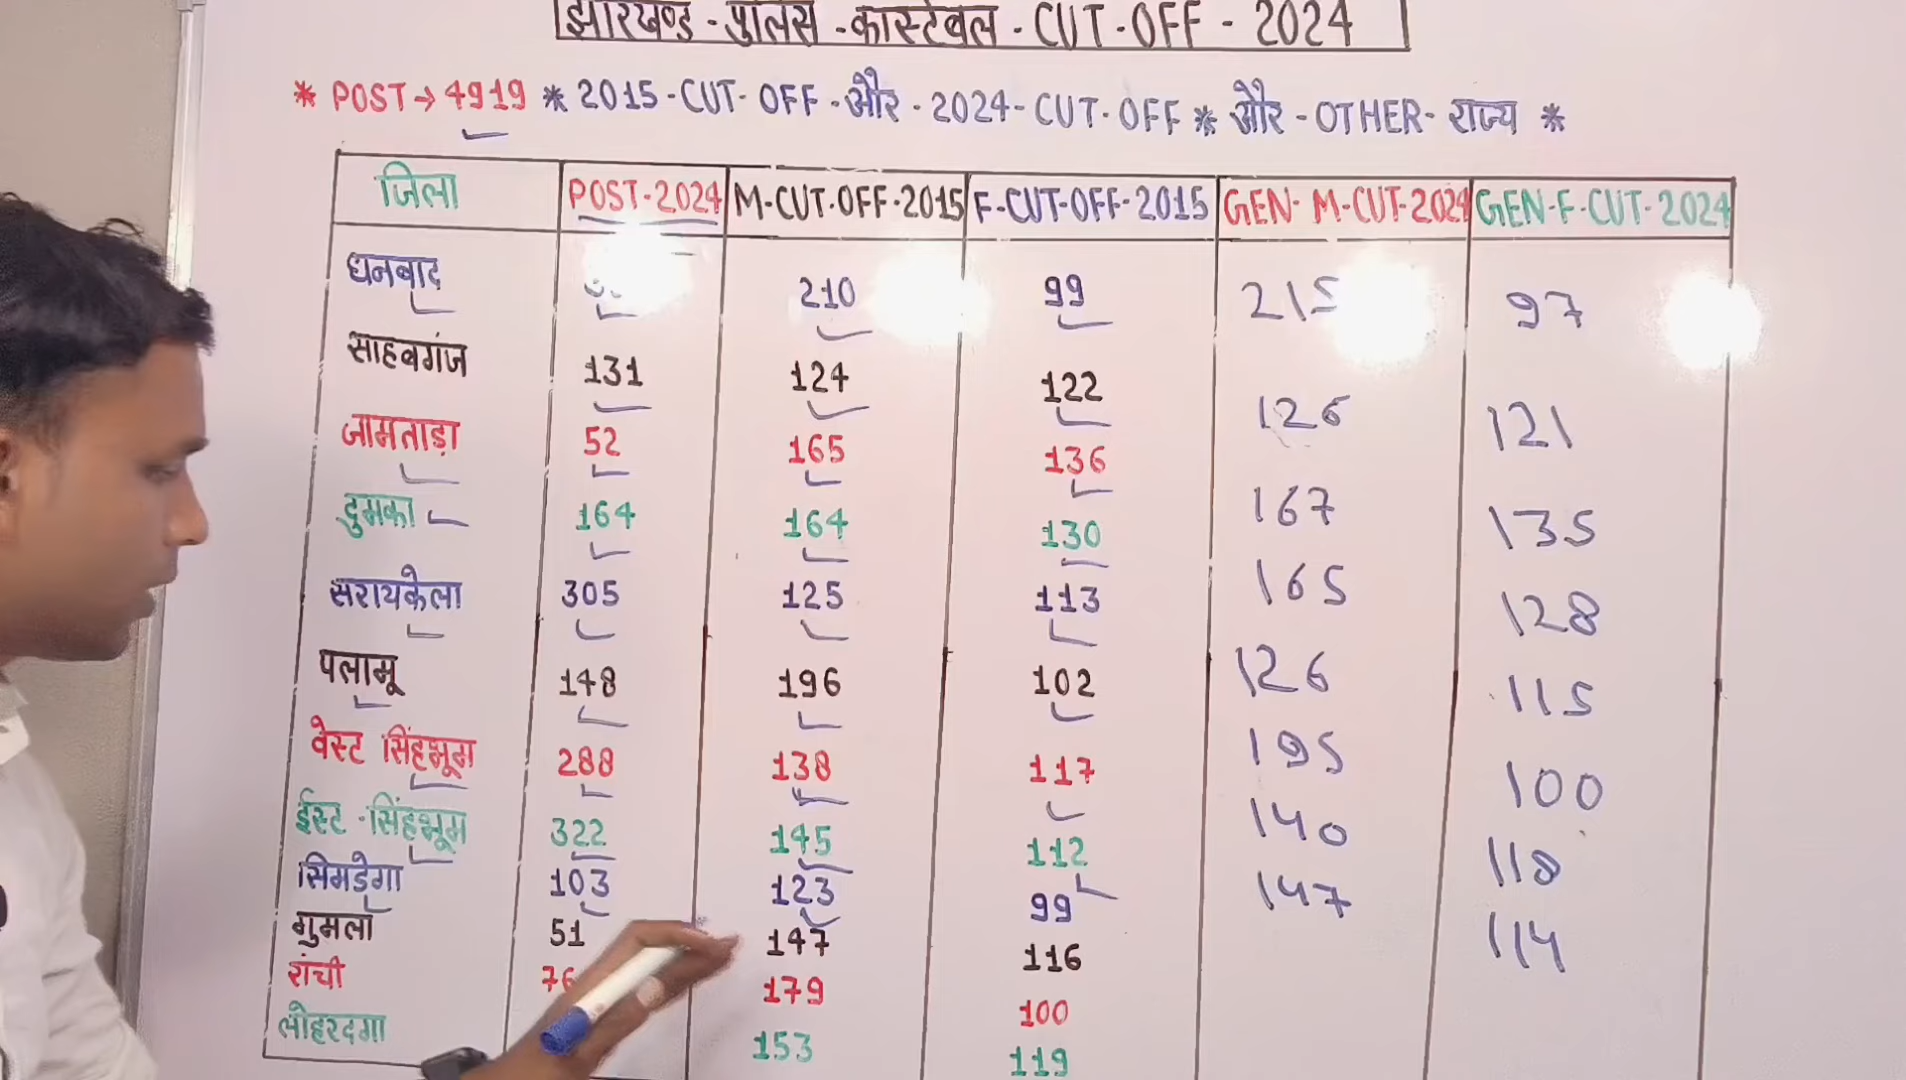 झारखण्ड - पुलिस - कास्टेबल - CUT - OFF - 2024
* POST → 4919 * 2015 - CUT - OFF - और - 2024 - CUT - OFF * और - OTHER - राज्य *
जिला POST-2024 M-CUT-OFF-2015 F-CUT-OFF-2015 GEN-M-CUT-2024 GEN-F-CUT-2024
धनबाद 210 99 215 97
साहबगंज 131 124 122 126 121
जामताड़ा 52 165 136 167 135
दुमका 164 164 130 165 128
सरायकेला 305 125 113 126 115
पलामू 148 196 102 195 100
वेस्ट सिंहभूम 288 138 117 140 118
ईस्ट - सिंहभूम 322 145 112 147 114
सिमडेगा 103 123 99
गुमला 51 147 116
रांची 179 100
लोहरदगा 153 119